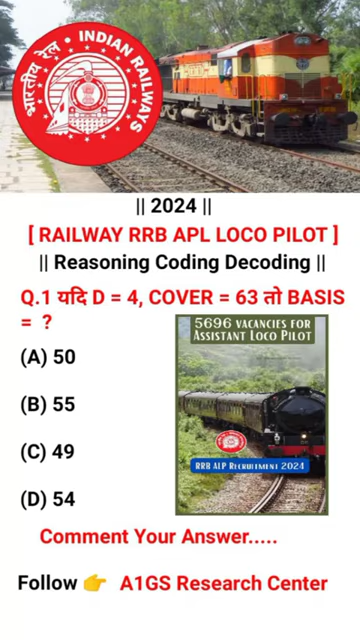 भारतीय रेल • INDIAN RAILWAYS
|| 2024 ||
[ RAILWAY RRB APL LOCO PILOT ]
|| Reasoning Coding Decoding ||
Q.1 यदि D = 4, COVER = 63 तो BASIS
= ?
5696 VACANCIES FOR
ASSISTANT LOCO PILOT
(A) 50
(B) 55
(C) 49
RRB ALP RECRUITMENT 2024
(D) 54
Comment Your Answer.....
Follow 👉 A1GS Research Center